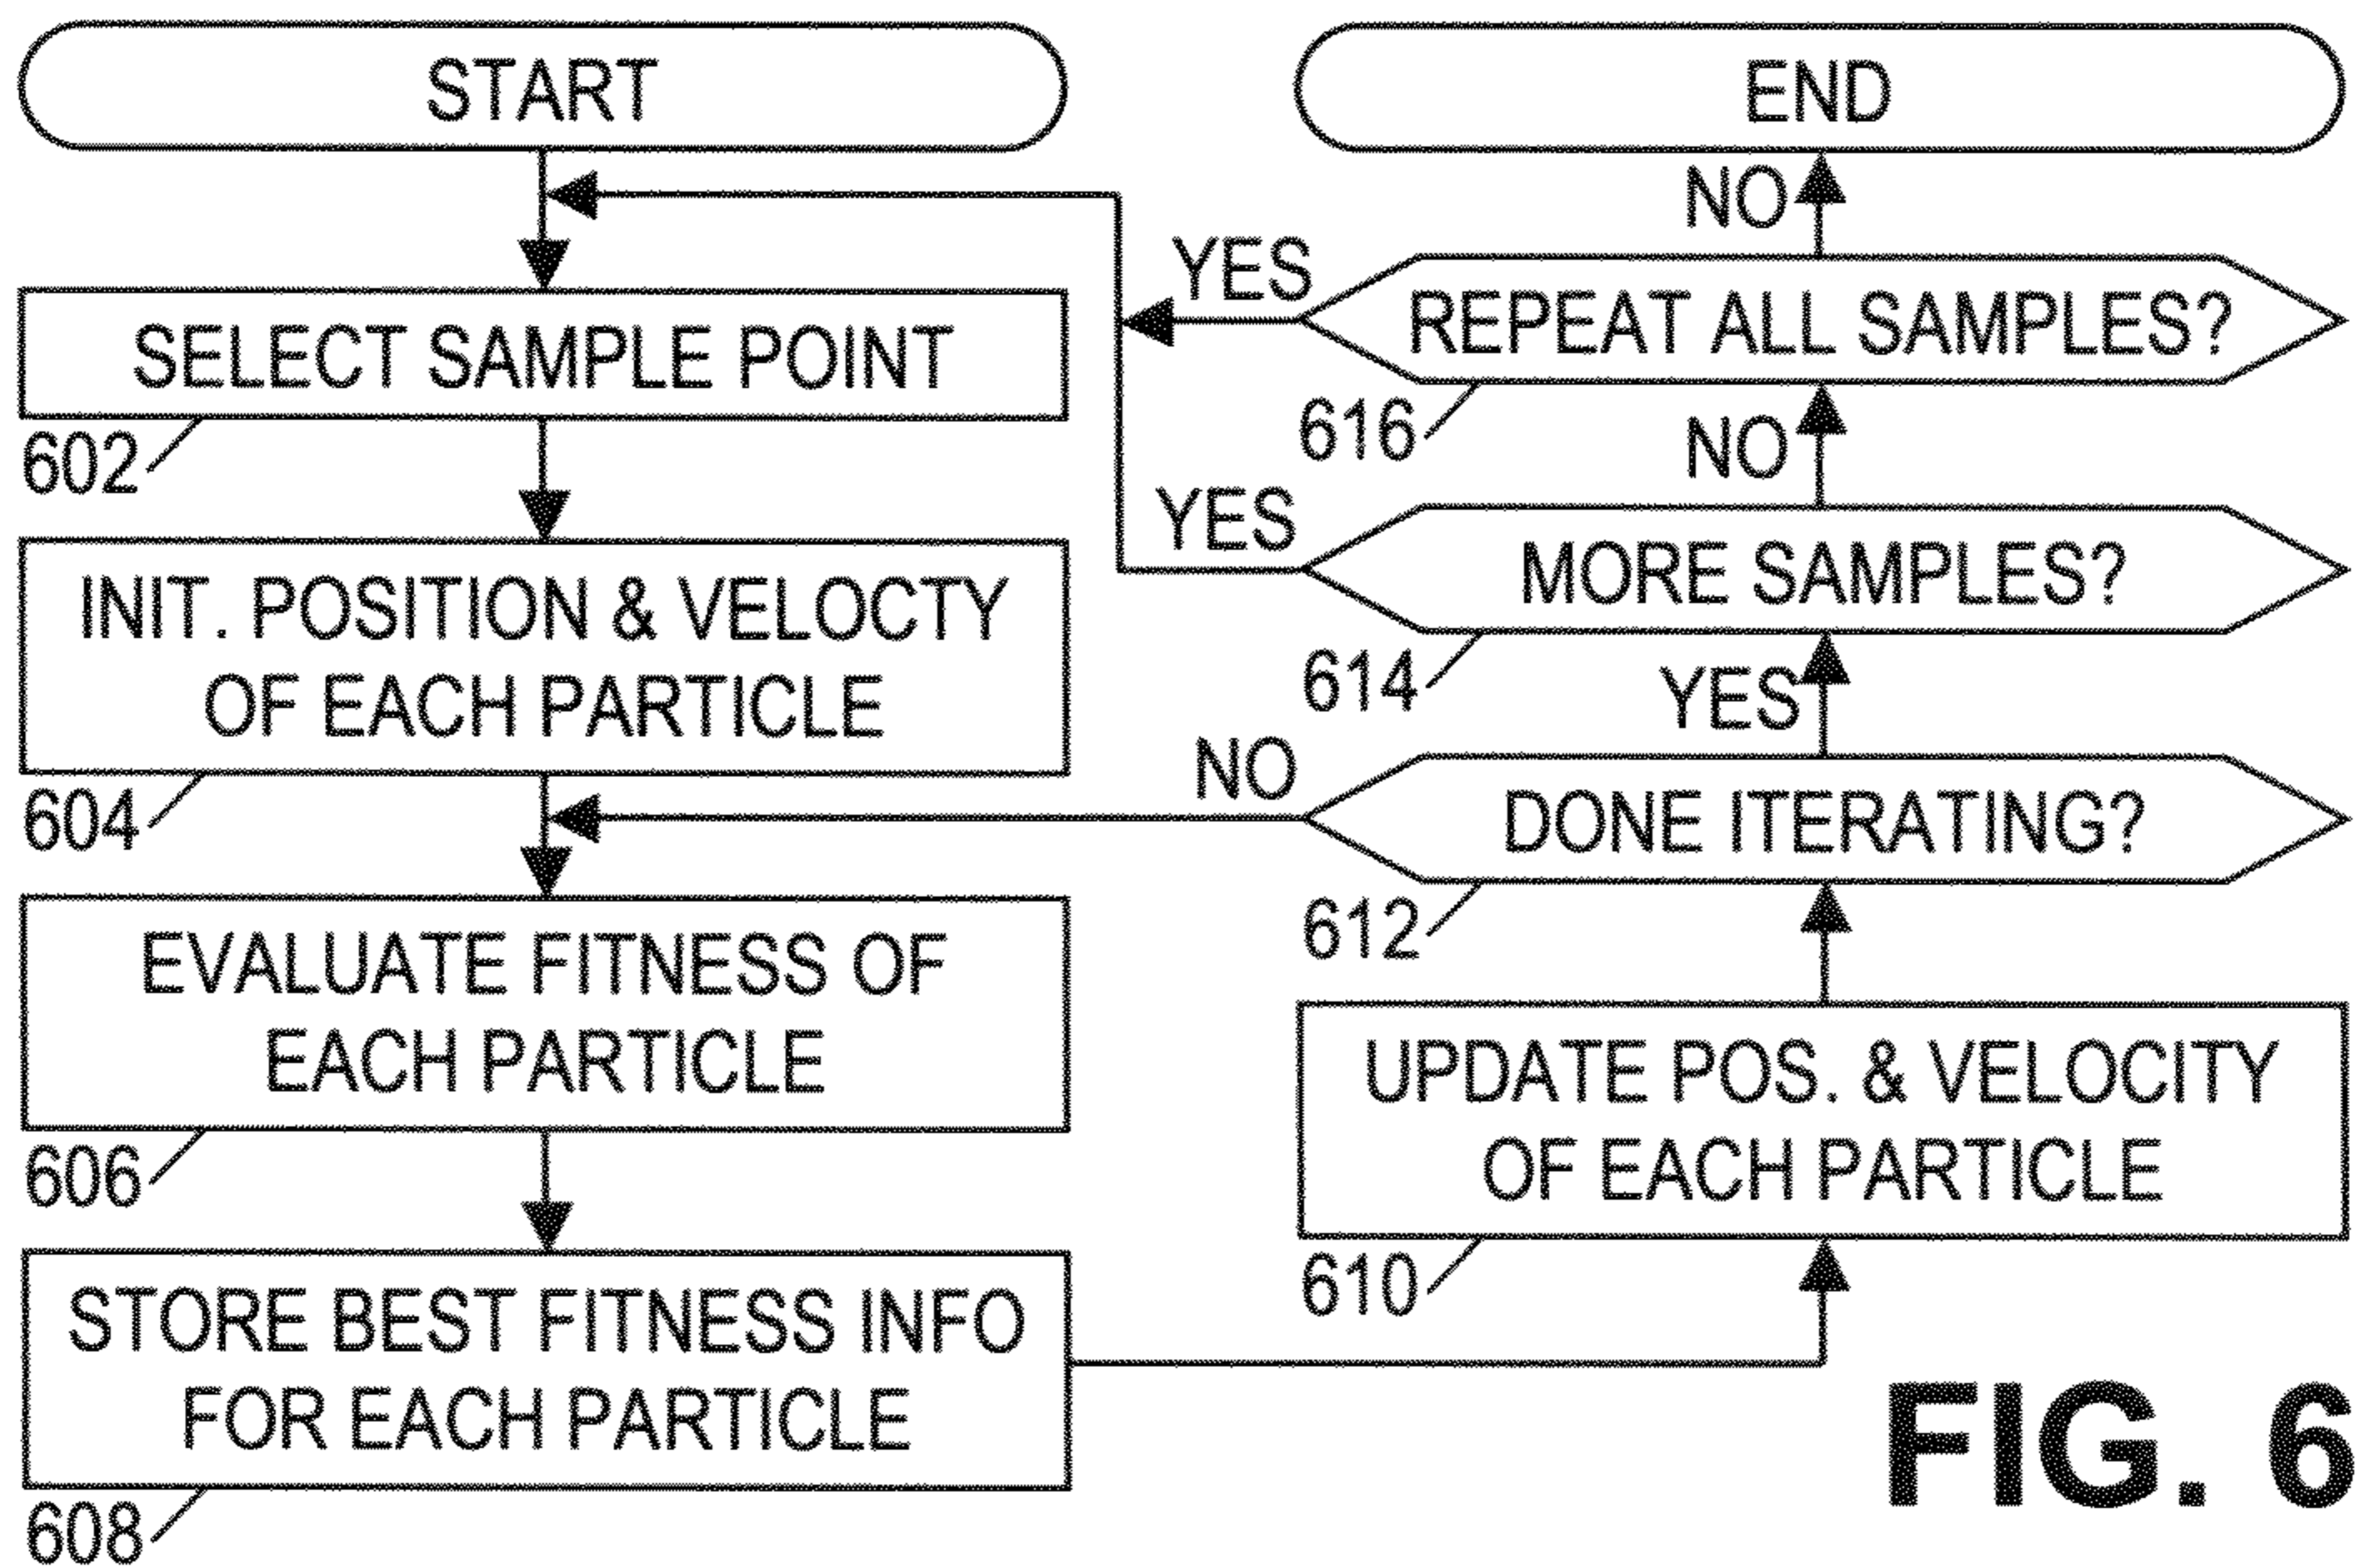 START
SELECT SAMPLE POINT
602
INIT. POSITION & VELOCTY
OF EACH PARTICLE
604
EVALUATE FITNESS OF
EACH PARTICLE
606
STORE BEST FITNESS INFO
FOR EACH PARTICLE
608
UPDATE POS. & VELOCITY
OF EACH PARTICLE
610
DONE ITERATING?
612
NO
YES
MORE SAMPLES?
614
YES
NO
REPEAT ALL SAMPLES?
616
YES
NO
END
FIG. 6